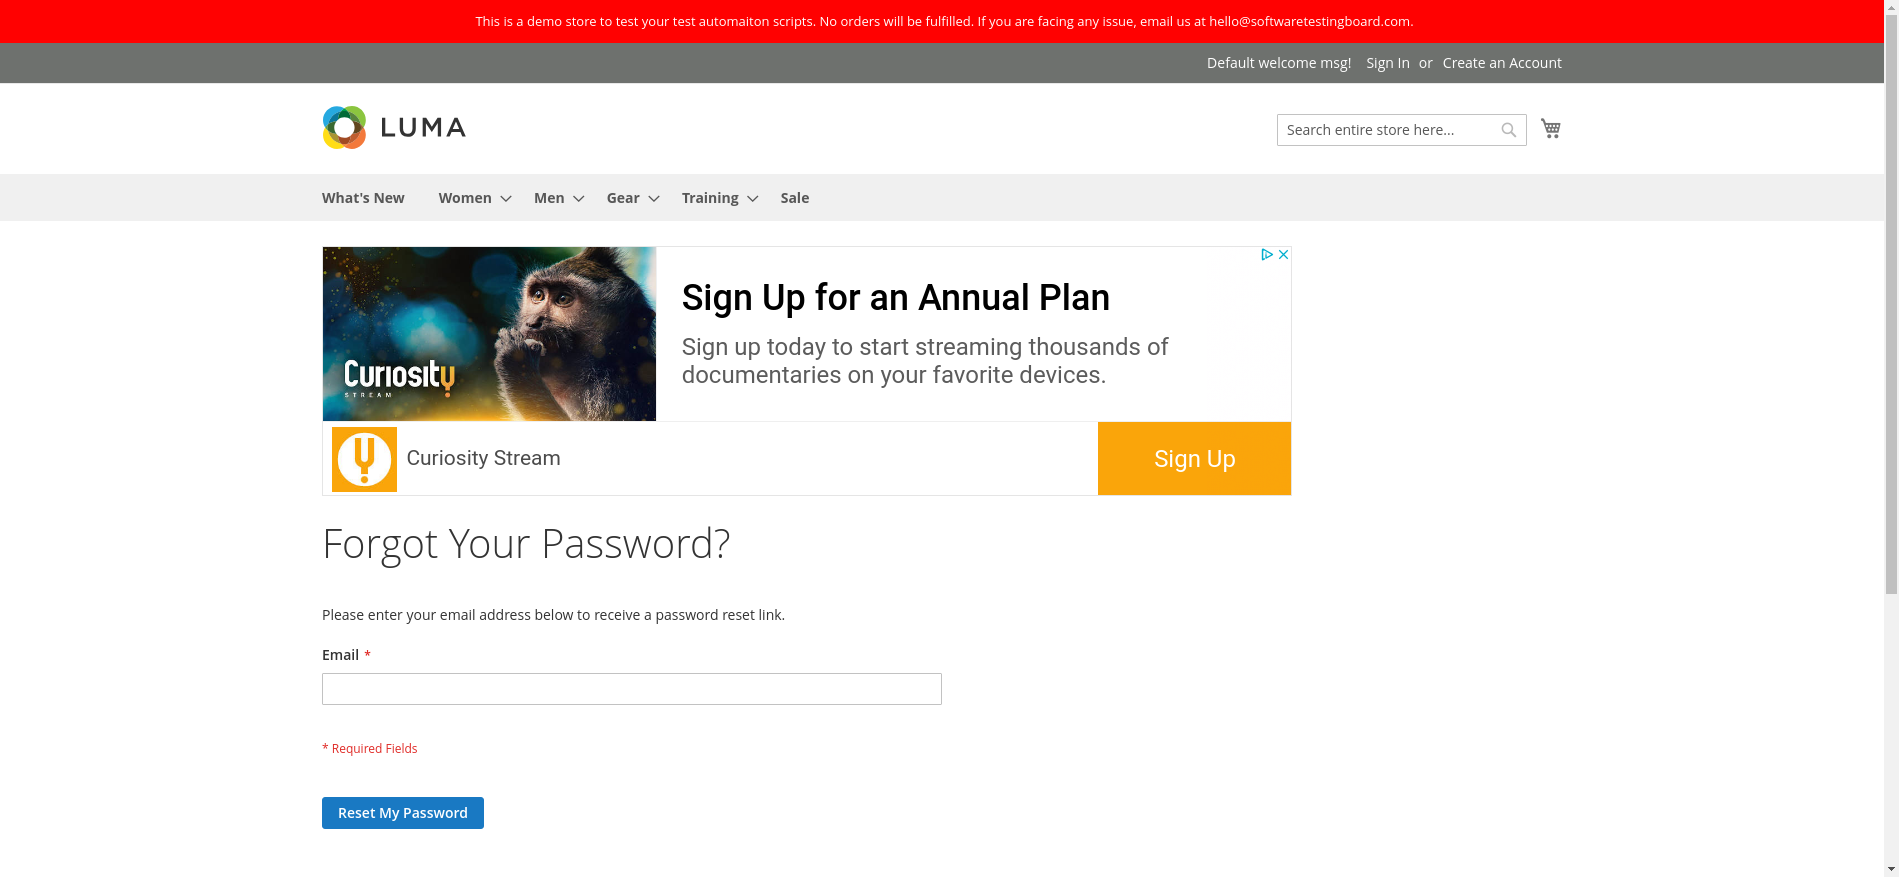 This is a demo store to test your test automaiton scripts. No orders will be fulfilled. If you are facing any issue, email us at hello@softwaretestingboard.com.
Default welcome msg! Sign In or Create an Account
LUMA
Search entire store here...
What's New Women Men Gear Training Sale
Sign Up for an Annual Plan
Sign up today to start streaming thousands of
documentaries on your favorite devices.
Curiosity
STREAM
Curiosity Stream
Sign Up
Forgot Your Password?
Please enter your email address below to receive a password reset link.
Email *
* Required Fields
Reset My Password